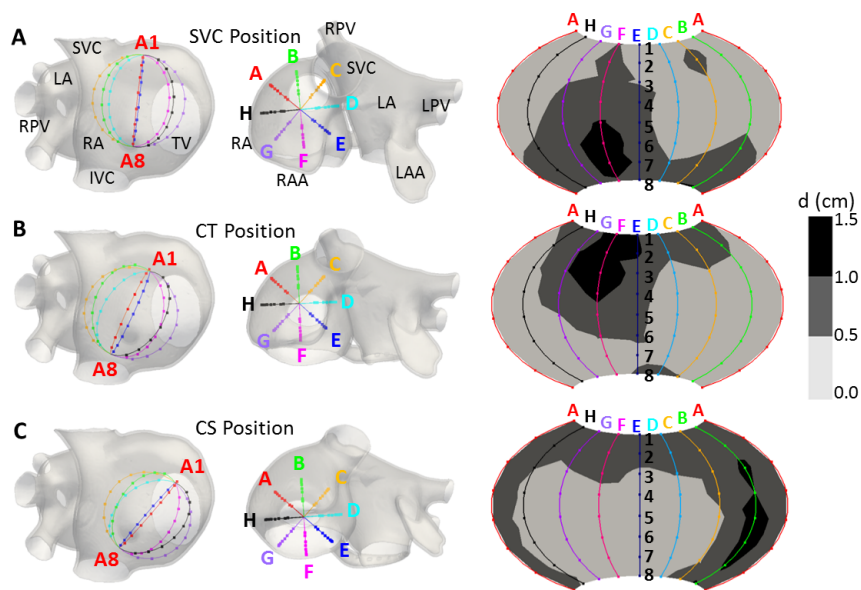 A
SVC Position
SVC
A1
LA
RPV
RA
TV
A8
IVC
RPV
B
A
C
SVC
H
D
LA
LPV
RA
G
F
E
RAA
LAA
A H G F E D C B A
1
2
3
4
5
6
7
8
B
CT Position
A1
A8
B
A
C
H
D
G
F
E
A H G F E D C B A
1
2
3
4
5
6
7
8
C
CS Position
A1
A8
B
A
C
H
D
G
F
E
A H G F E D C B A
1
2
3
4
5
6
7
8
d (cm)
1.5
1.0
0.5
0.0